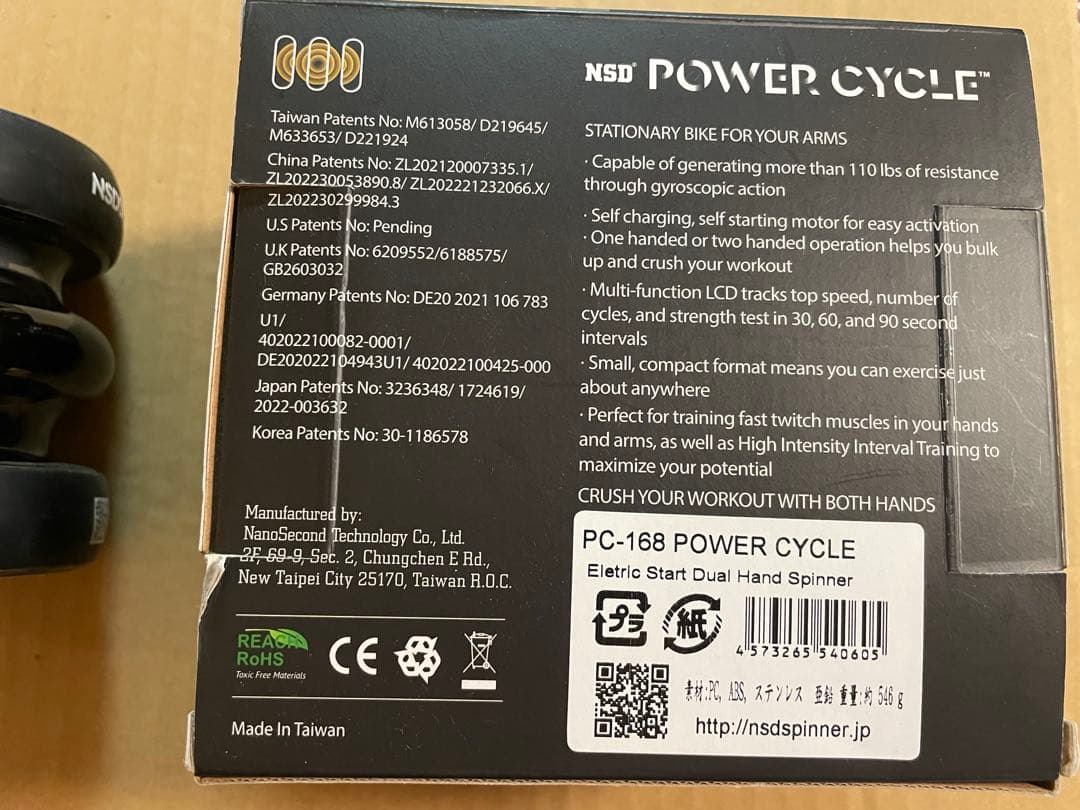 NSD
Taiwan Patents No: M613058/ D219645/
M633653/ D221924
China Patents No: ZL202120007335.1/
ZL202230053890.8/ ZL202221232066.X/
ZL202230299984.3
U.S Patents No: Pending
U.K Patents No: 6209552/6188575/
GB2603032
Germany Patents No: DE20 2021 106 783
U1/
402022100082-0001/
DE202022104943U1/ 402022100425-000
Japan Patents No: 3236348/ 1724619/
2022-003632
Korea Patents No: 30-1186578
Manufactured by:
NanoSecond Technology Co., Ltd.
2F, 69-9, Sec. 2, Chungchen E Rd.,
New Taipei City 25170, Taiwan R.O.C.
REACH
RoHS
Toxic Free Materials
CE
Made In Taiwan
NSD® POWER CYCLE™
STATIONARY BIKE FOR YOUR ARMS
· Capable of generating more than 110 lbs of resistance
through gyroscopic action
· Self charging, self starting motor for easy activation
· One handed or two handed operation helps you bulk
up and crush your workout
· Multi-function LCD tracks top speed, number of
cycles, and strength test in 30, 60, and 90 second
intervals
· Small, compact format means you can exercise just
about anywhere
· Perfect for training fast twitch muscles in your hands
and arms, as well as High Intensity Interval Training to
maximize your potential
CRUSH YOUR WORKOUT WITH BOTH HANDS
PC-168 POWER CYCLE
Eletric Start Dual Hand Spinner
プラ 紙
4 573265 540605
素材:PC, ABS, ステンレス 亜鉛 重量:約 546 g
http://nsdspinner.jp